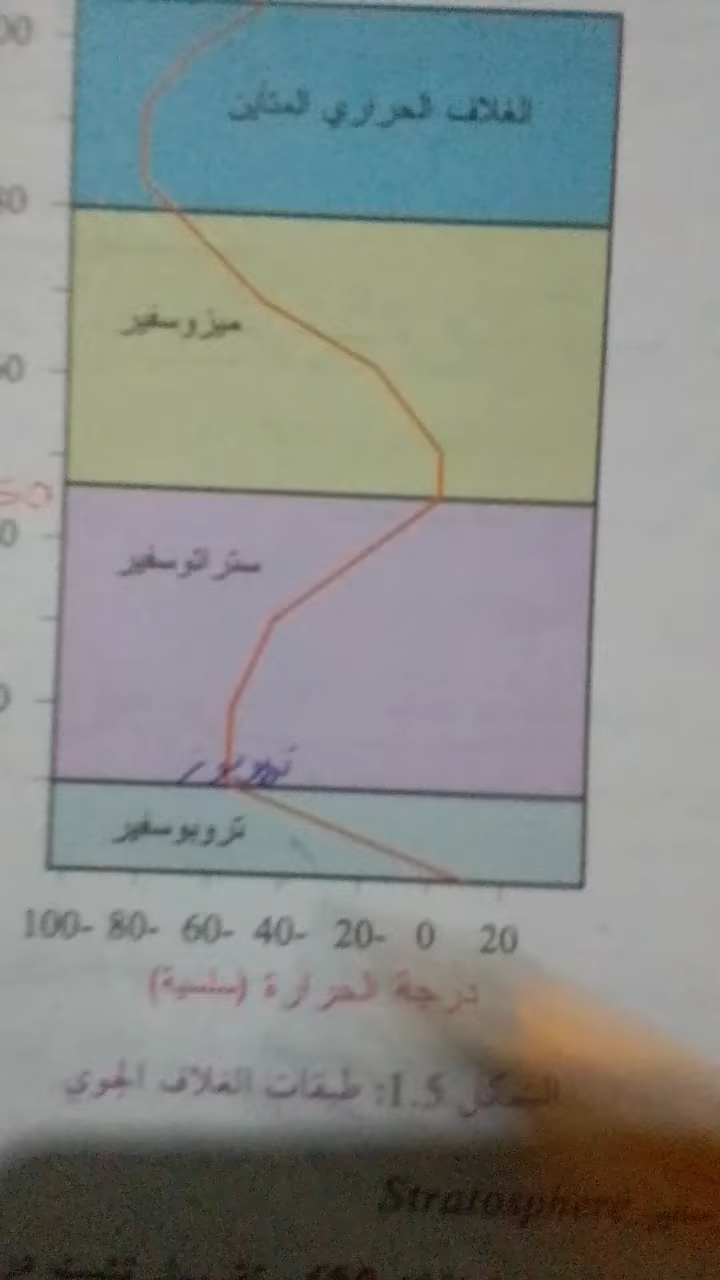 الغلاف الحراري المتأين
ميزوسفير
50
ستراتوسفير
تروبوسفير
100- 80- 60- 40- 20- 0 20
درجة الحرارة (سلسية)
الشكل 1.5: طبقات الغلاف الجوي
Stratosphere